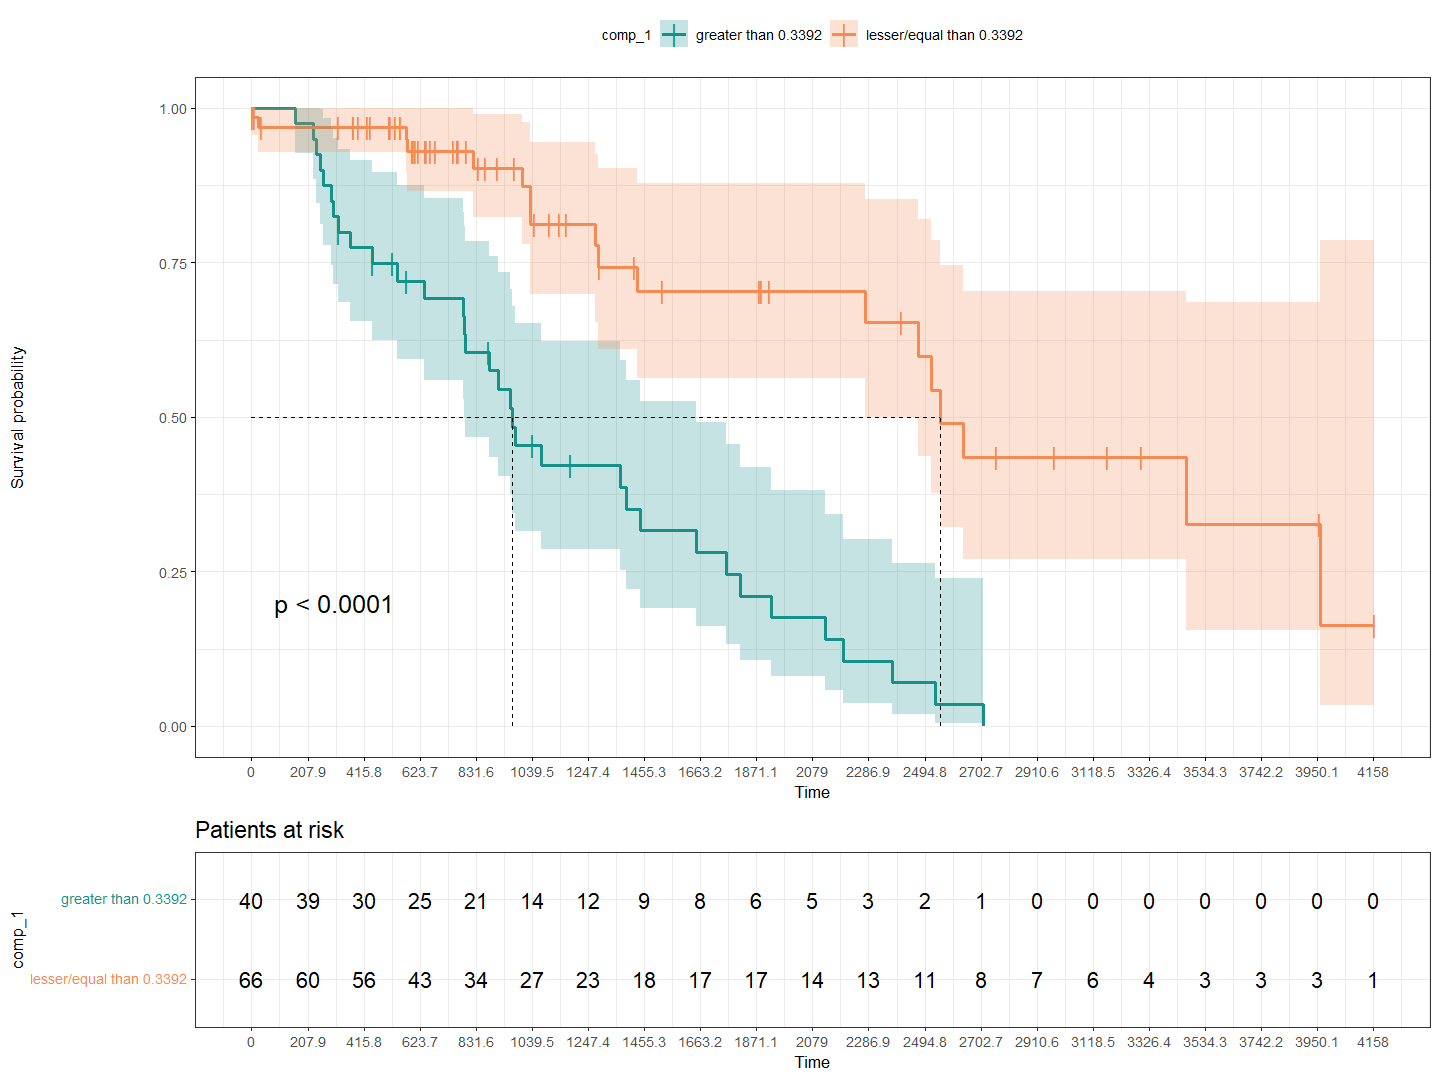 comp_1 greater than 0.3392 lesser/equal than 0.3392
Survival probability
1.00
0.75
0.50
0.25
0.00
p < 0.0001
0 207.9 415.8 623.7 831.6 1039.5 1247.4 1455.3 1663.2 1871.1 2079 2286.9 2494.8 2702.7 2910.6 3118.5 3326.4 3534.3 3742.2 3950.1 4158
Time
Patients at risk
comp_1
greater than 0.3392 40 39 30 25 21 14 12 9 8 6 5 3 2 1 0 0 0 0 0 0 0
lesser/equal than 0.3392 66 60 56 43 34 27 23 18 17 17 14 13 11 8 7 6 4 3 3 3 1
0 207.9 415.8 623.7 831.6 1039.5 1247.4 1455.3 1663.2 1871.1 2079 2286.9 2494.8 2702.7 2910.6 3118.5 3326.4 3534.3 3742.2 3950.1 4158
Time